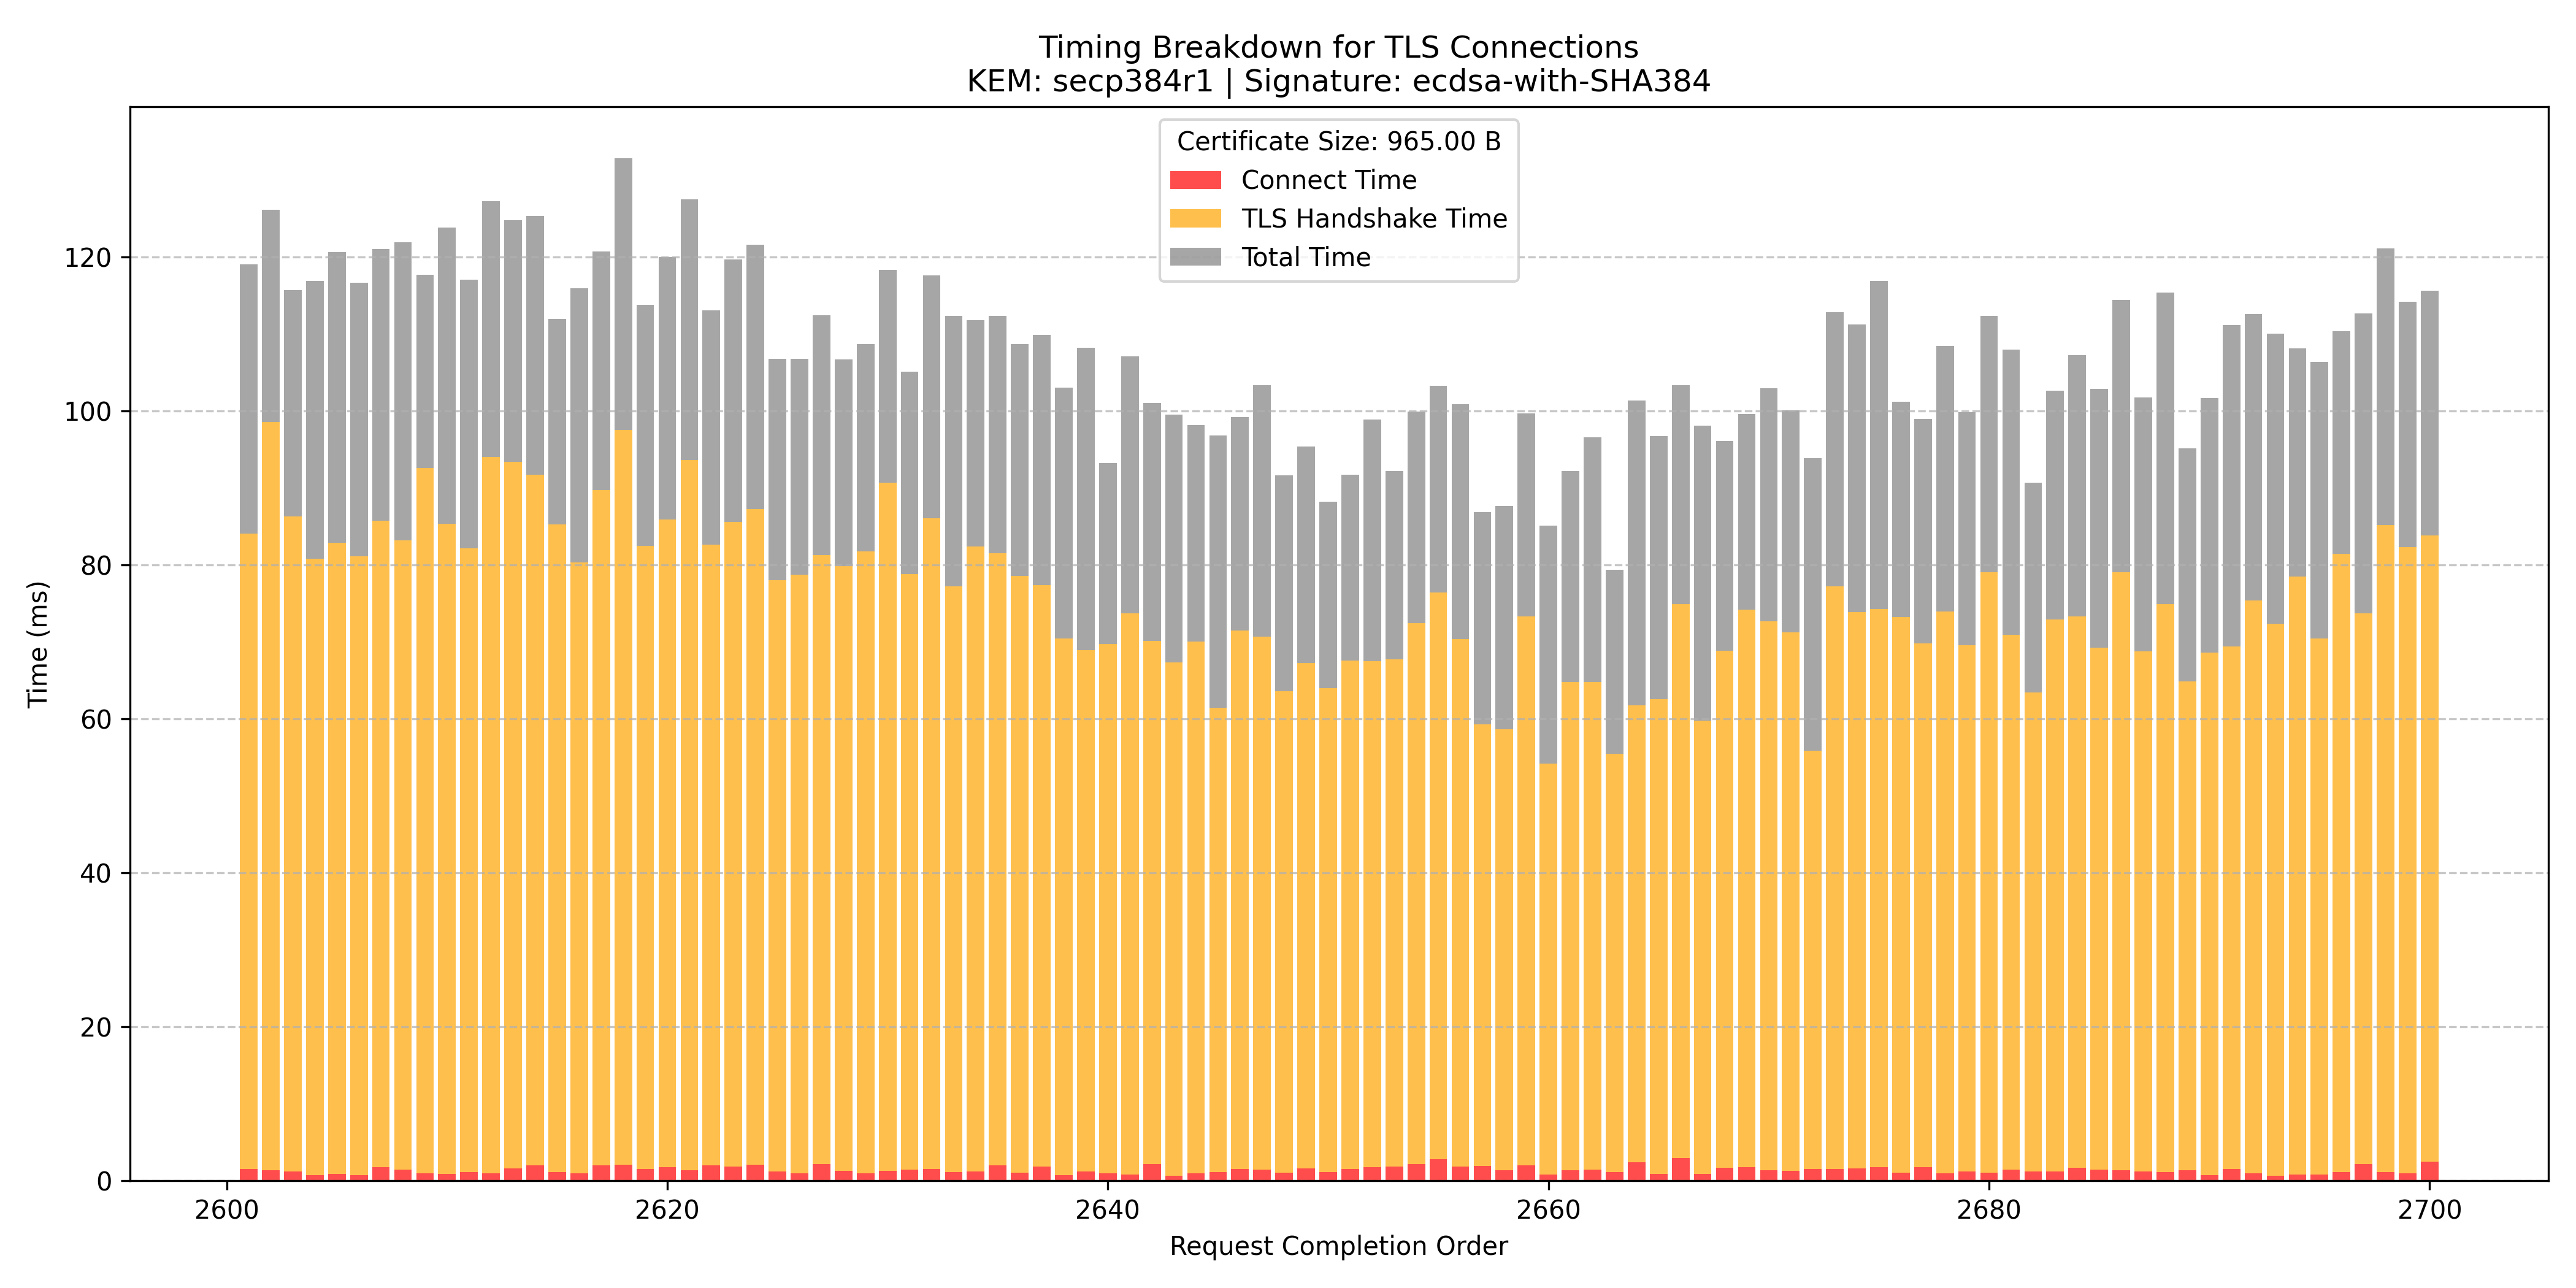 Timing Breakdown for TLS Connections
KEM: secp384r1 | Signature: ecdsa-with-SHA384
Certificate Size: 965.00 B
Connect Time
TLS Handshake Time
Total Time
Time (ms)
120
100
80
60
40
20
0
2600 2620 2640 2660 2680 2700
Request Completion Order